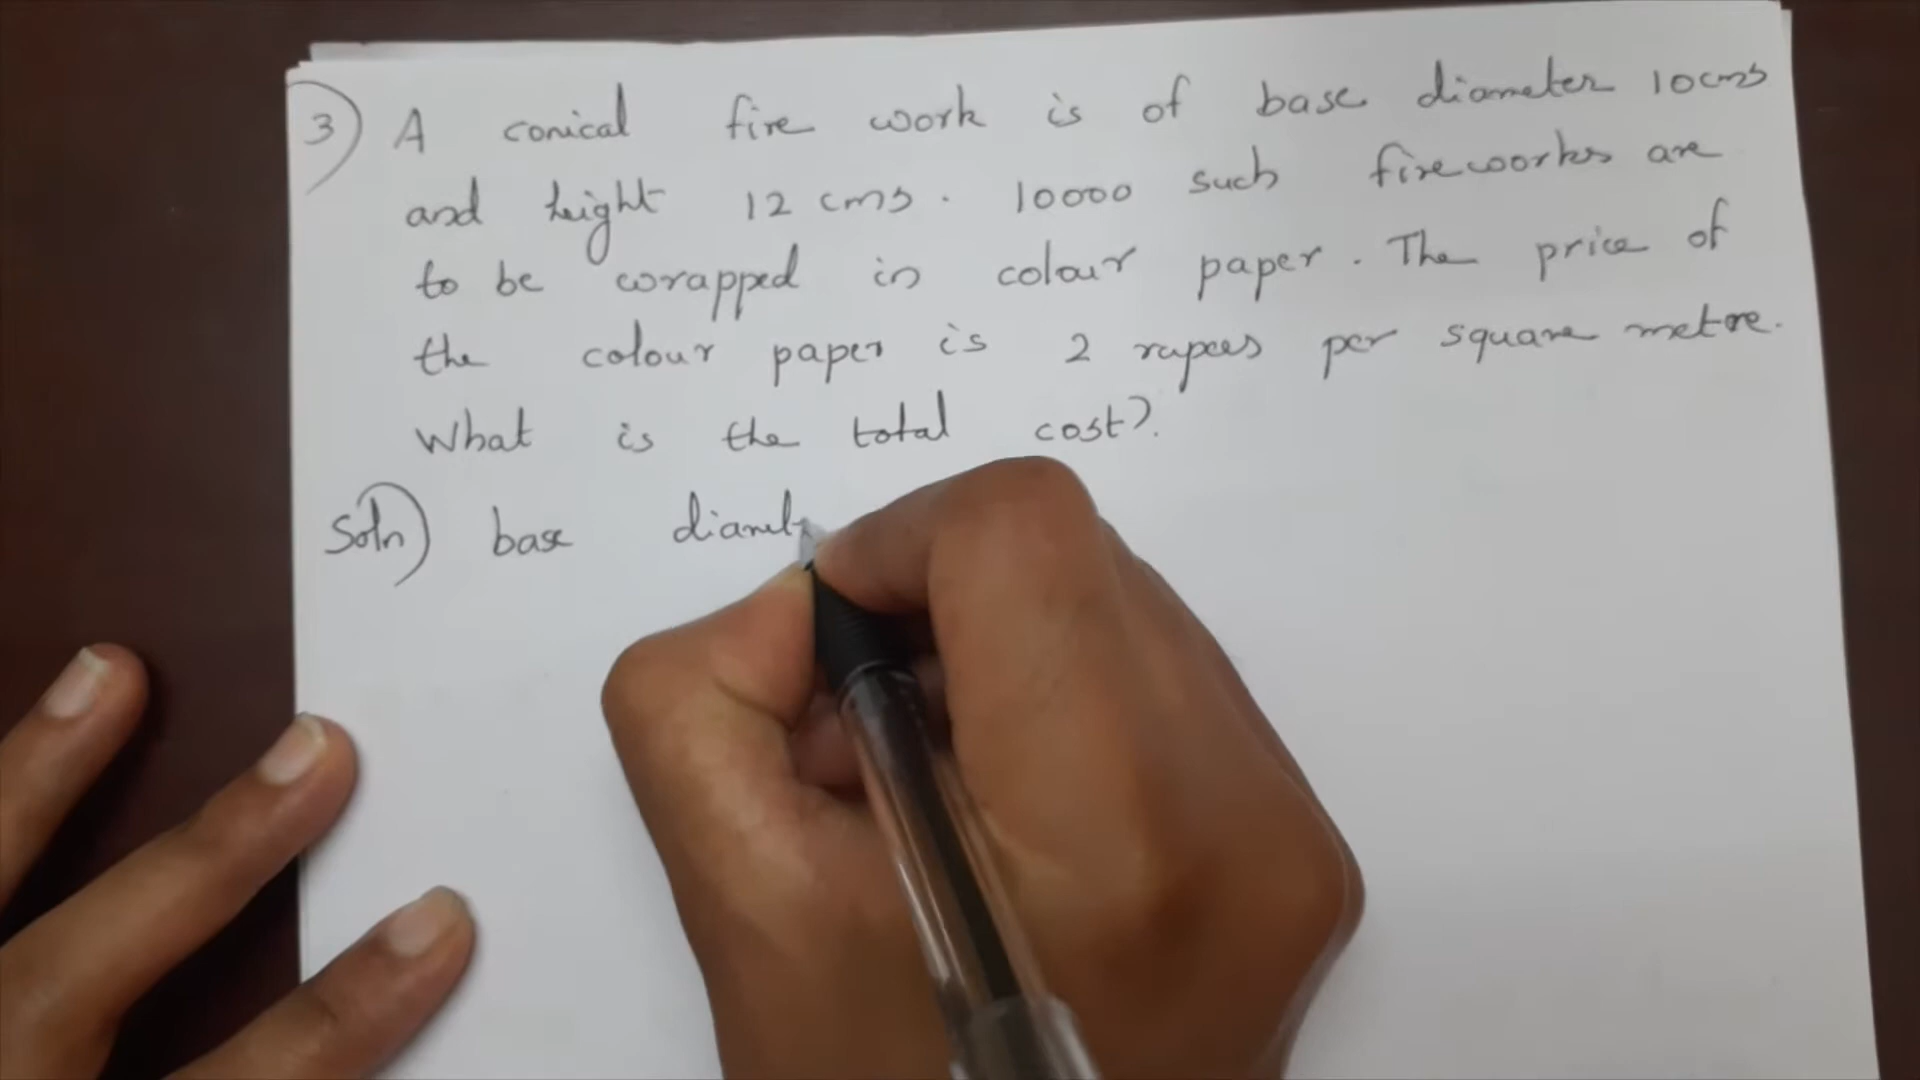 3) A conical fire work is of base diameter 10cms
and height 12 cms. 10000 such fireworks are
to be wrapped in colour paper. The price of
the colour paper is 2 rupees per square metre.
What is the total cost?
Soln) base diamet